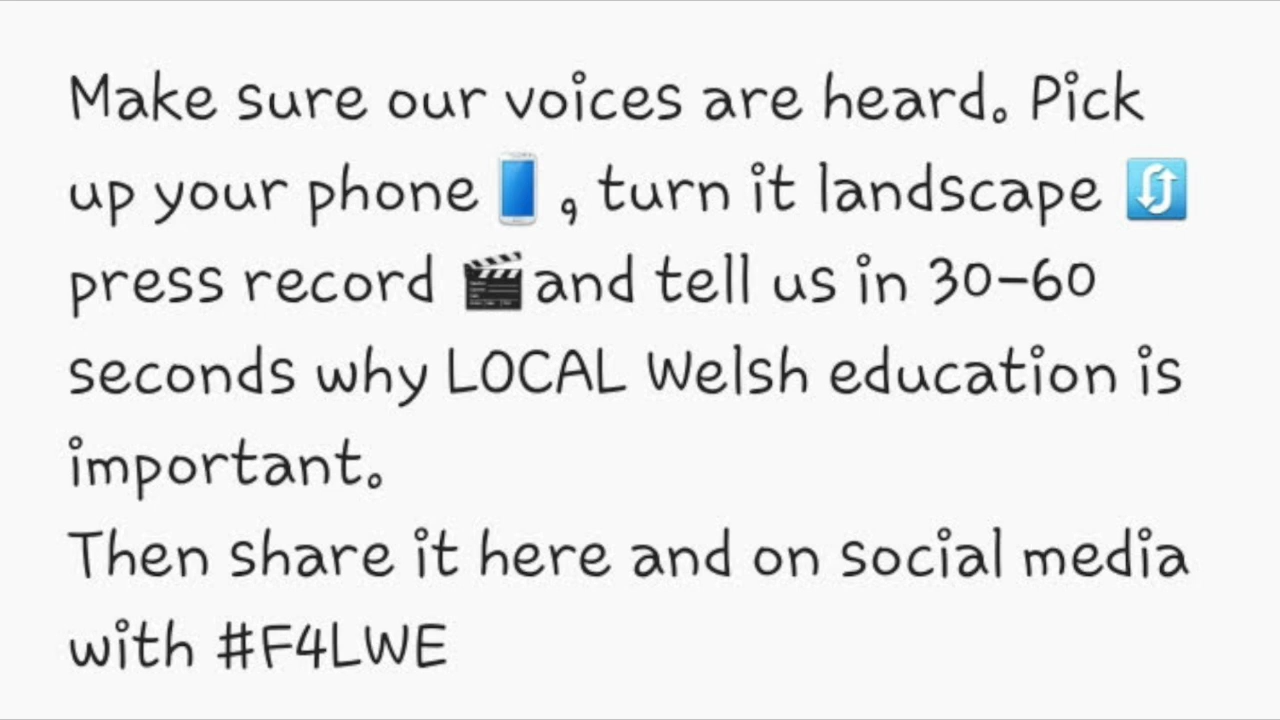 Make sure our voices are heard. Pick
up your phone📱, turn it landscape 🔃
press record 🎬and tell us in 30-60
seconds why LOCAL Welsh education is
important.
Then share it here and on social media
with #F4LWE